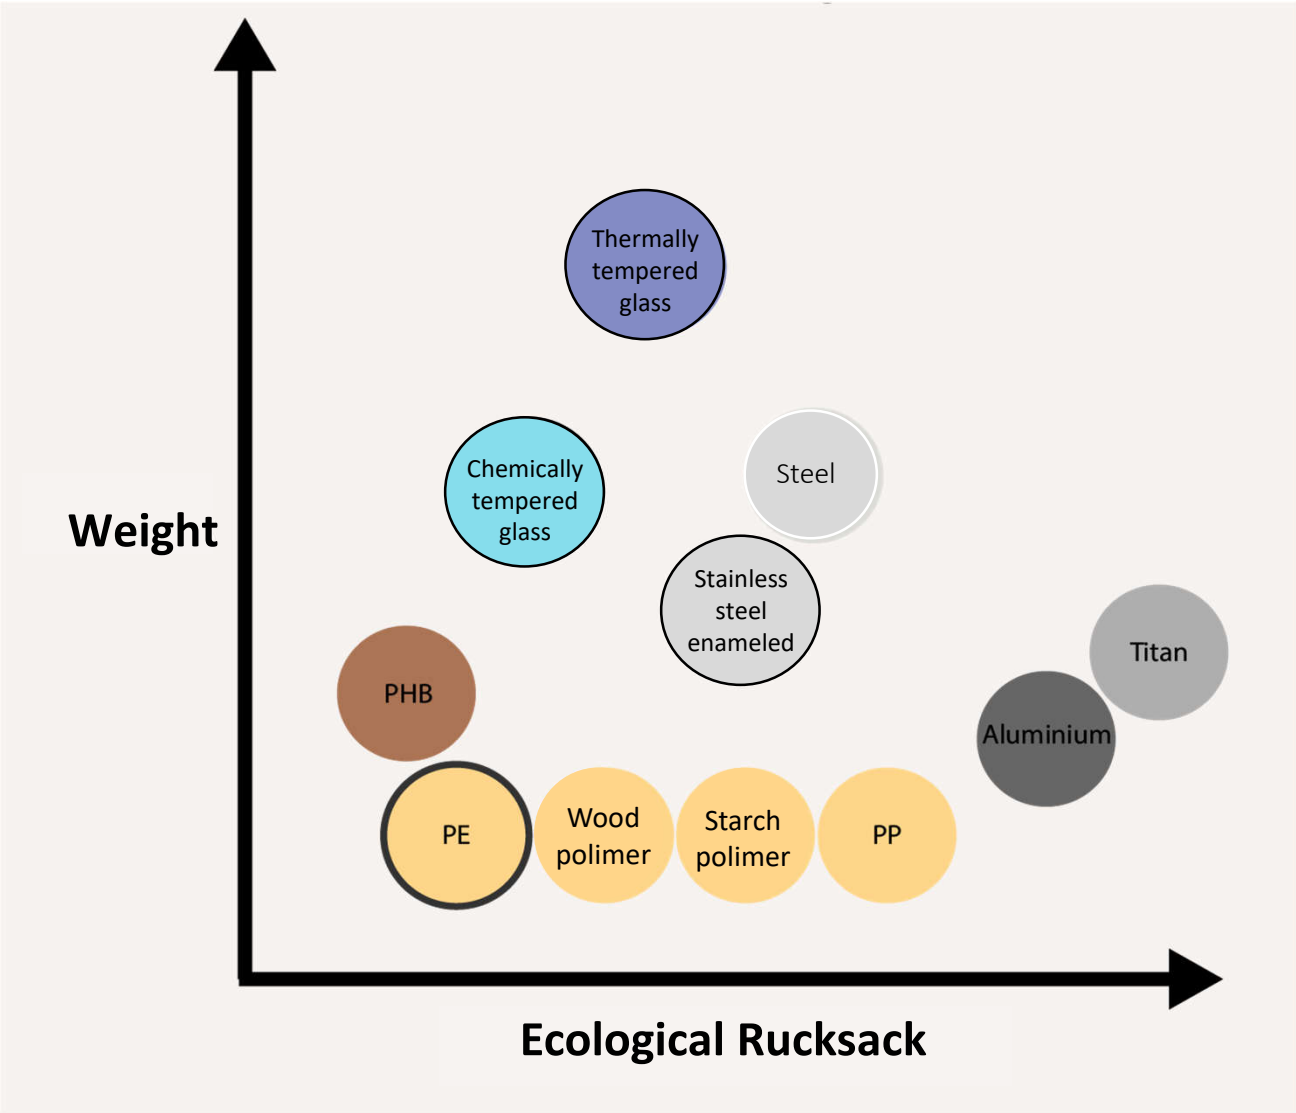 Thermally
tempered
glass
Chemically
tempered
glass
Steel
Weight
Stainless
steel
enameled
Titan
PHB
Aluminium
PE
Wood
polimer
Starch
polimer
PP
Ecological Rucksack